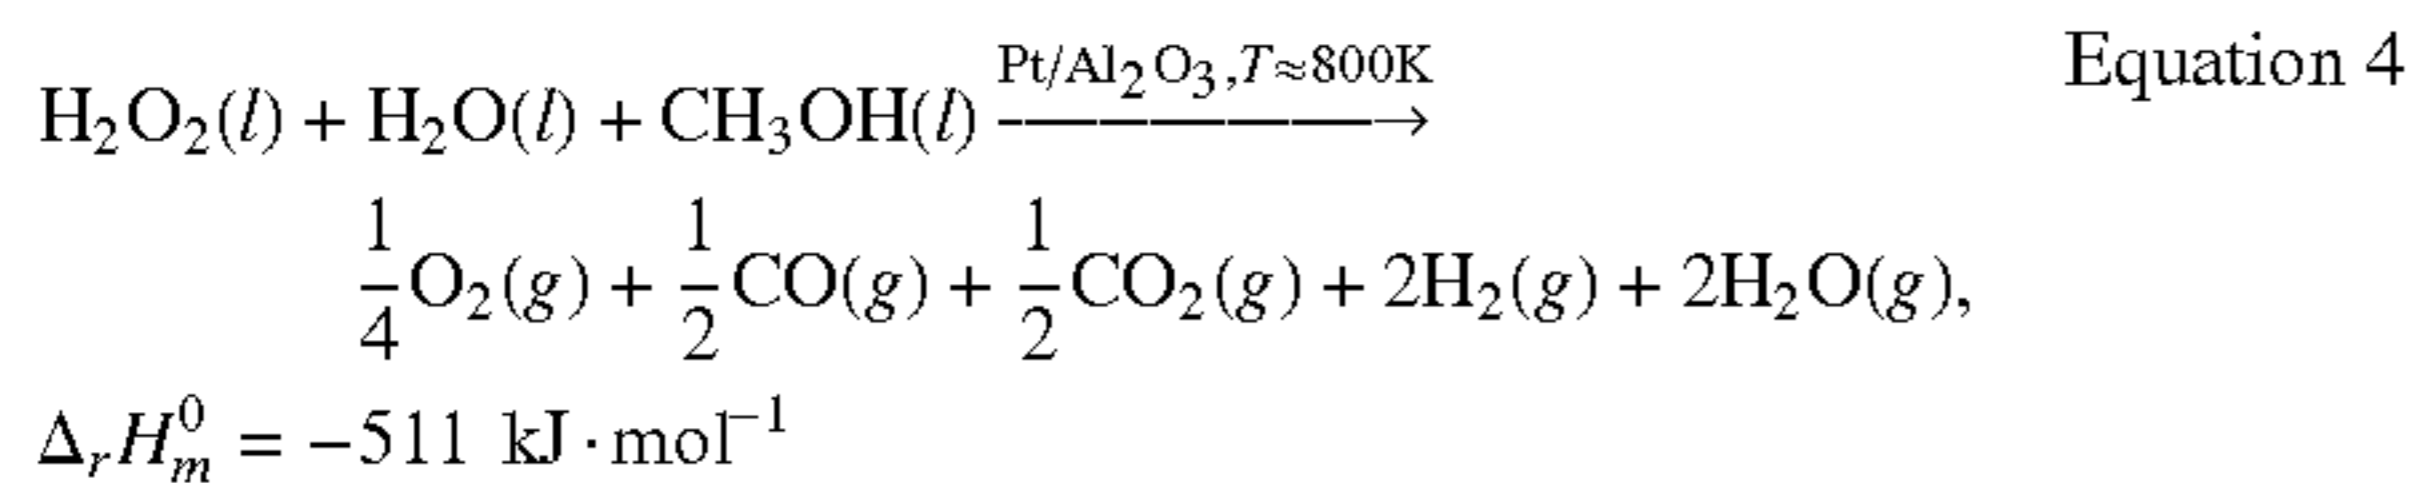 H₂O₂(l) + H₂O(l) + CH₃OH(l) Pt/Al₂O₃,T≈800K ⟶ Equation 4
1/4 O₂(g) + 1/2 CO(g) + 1/2 CO₂(g) + 2H₂(g) + 2H₂O(g),
ΔᵣH⁰ₘ = −511 kJ·mol⁻¹